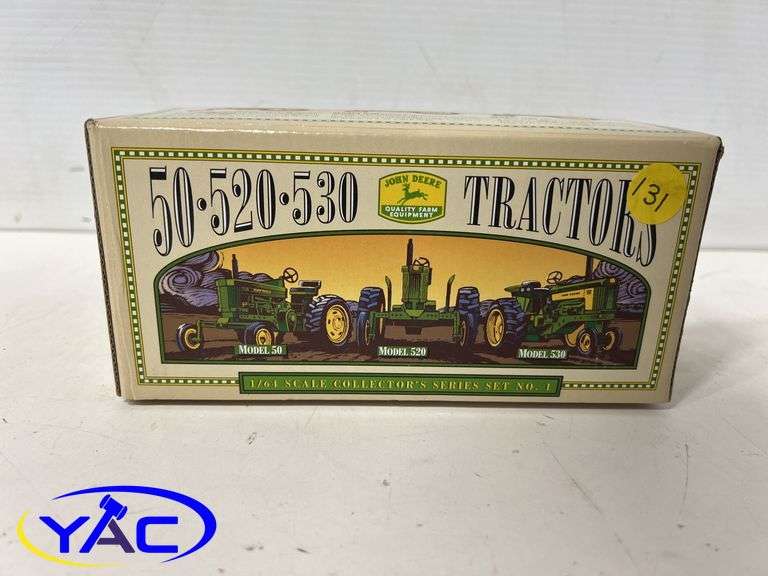 50·520·530 TRACTORS
JOHN DEERE
QUALITY FARM
EQUIPMENT
131
MODEL 50
MODEL 520
MODEL 530
1/64 SCALE COLLECTOR'S SERIES SET NO. 1
YAC